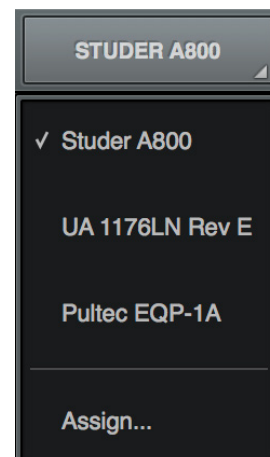 STUDER A800
✓ Studer A800
UA 1176LN Rev E
Pultec EQP-1A
Assign...